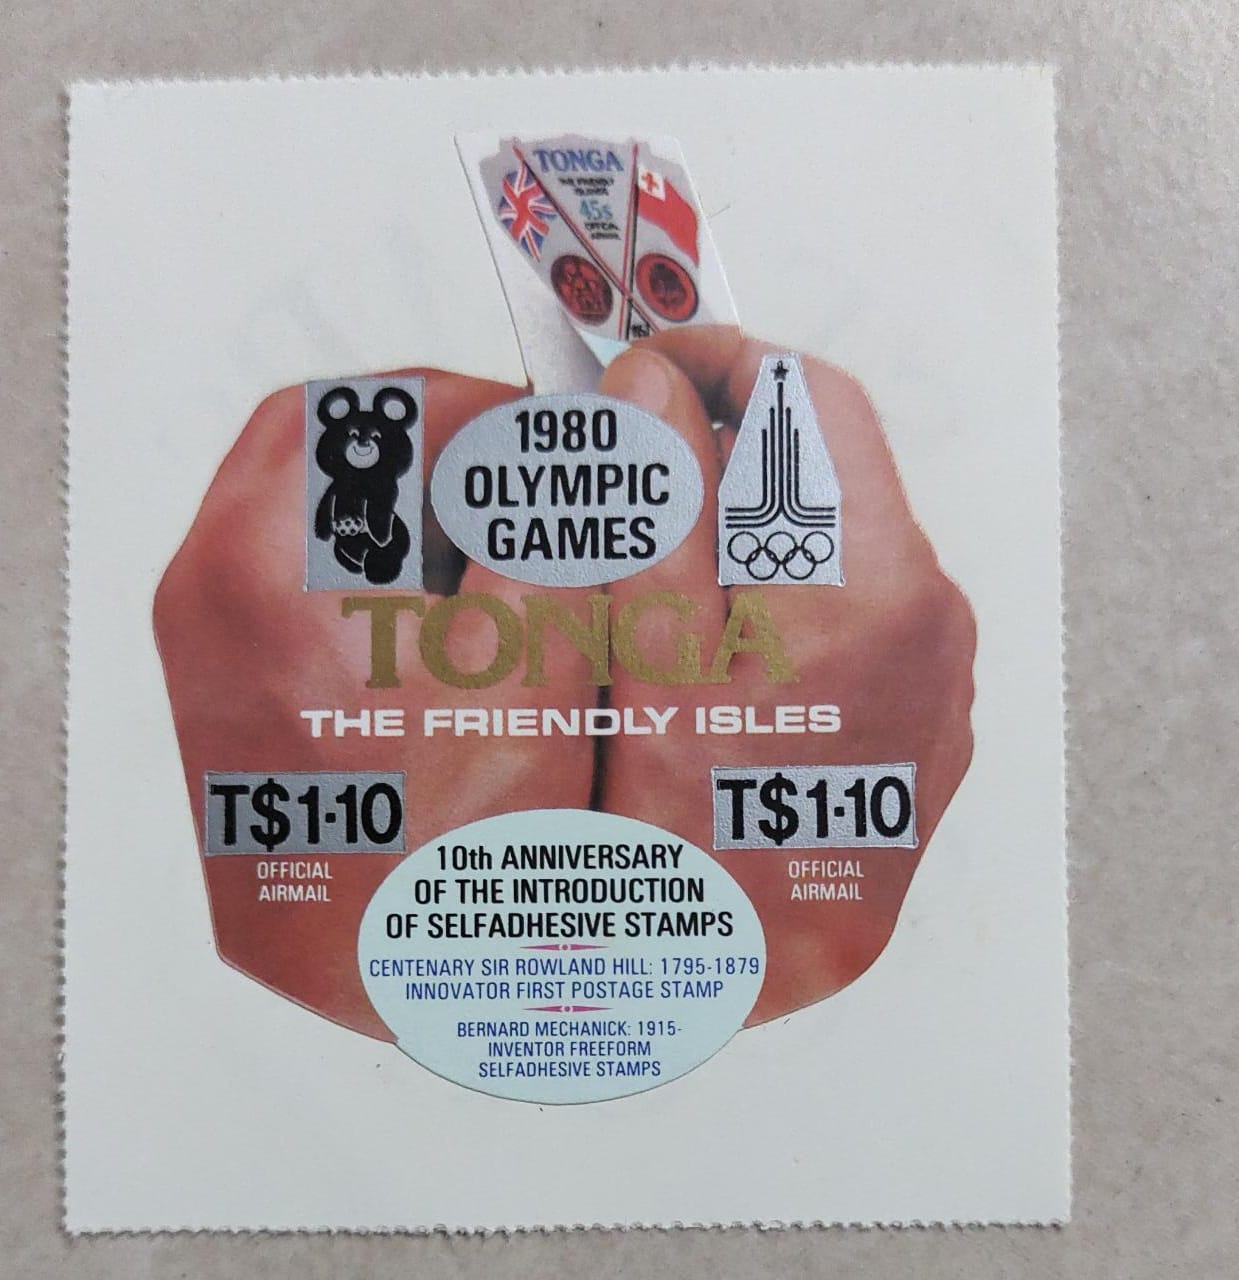 TONGA
THE FRIENDLY
ISLANDS
45s
OFFICIAL
AIRMAIL
1980
OLYMPIC
GAMES
TONGA
THE FRIENDLY ISLES
T$1·10
T$1·10
OFFICIAL
AIRMAIL
OFFICIAL
AIRMAIL
10th ANNIVERSARY
OF THE INTRODUCTION
OF SELFADHESIVE STAMPS
CENTENARY SIR ROWLAND HILL: 1795-1879
INNOVATOR FIRST POSTAGE STAMP
BERNARD MECHANICK: 1915-
INVENTOR FREEFORM
SELFADHESIVE STAMPS